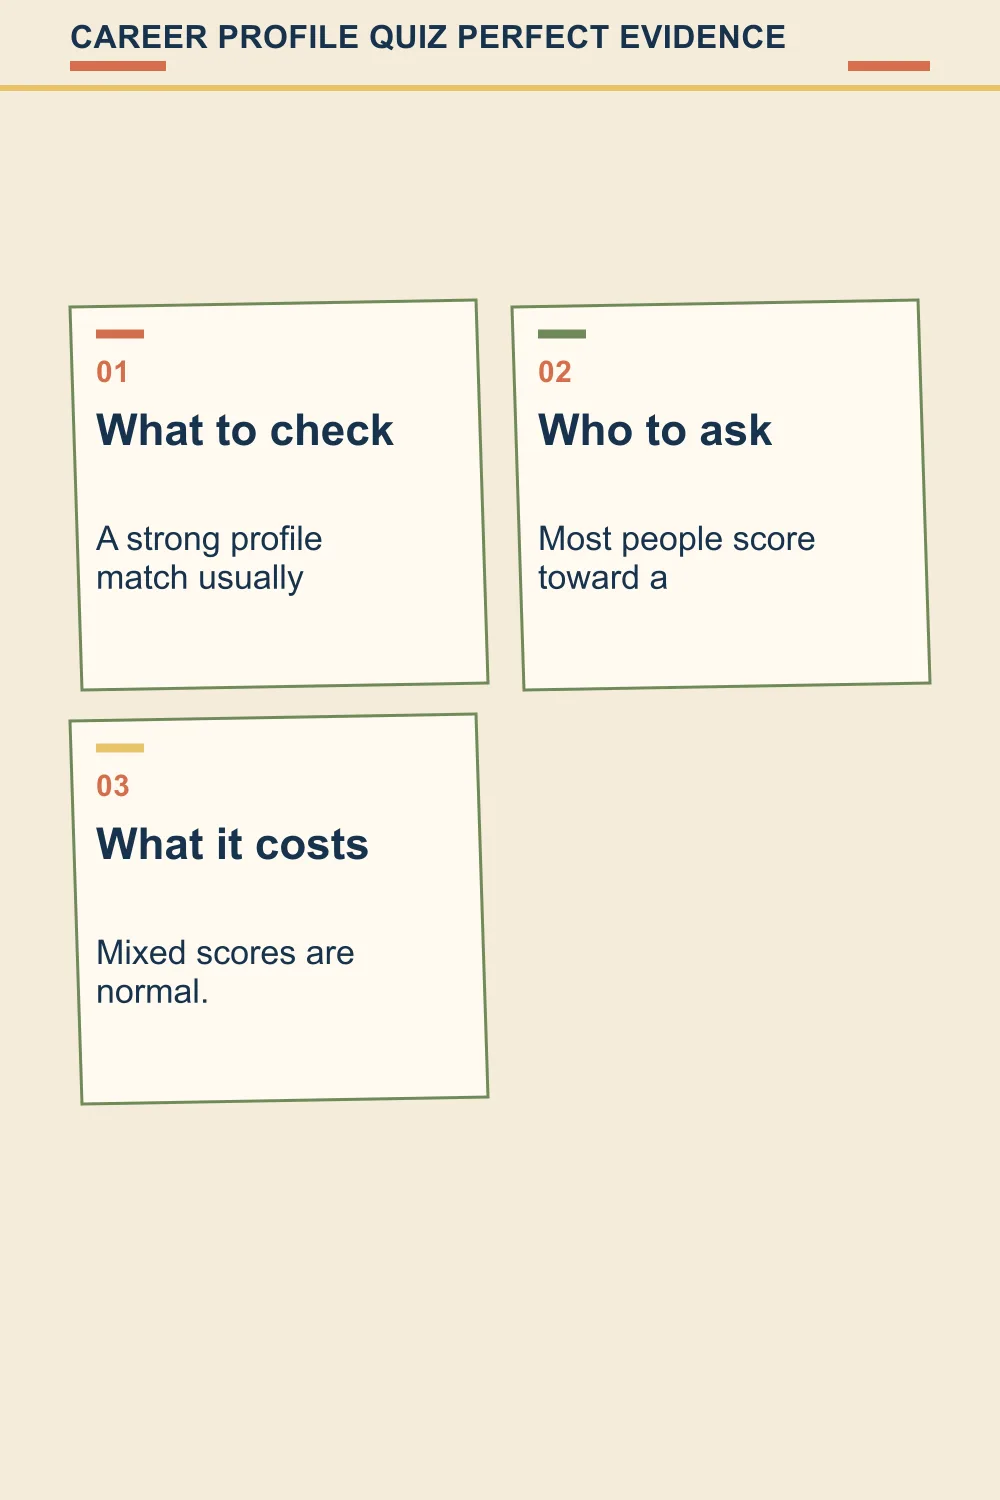 CAREER PROFILE QUIZ PERFECT EVIDENCE
01
What to check
A strong profile
match usually
02
Who to ask
Most people score
toward a
03
What it costs
Mixed scores are
normal.